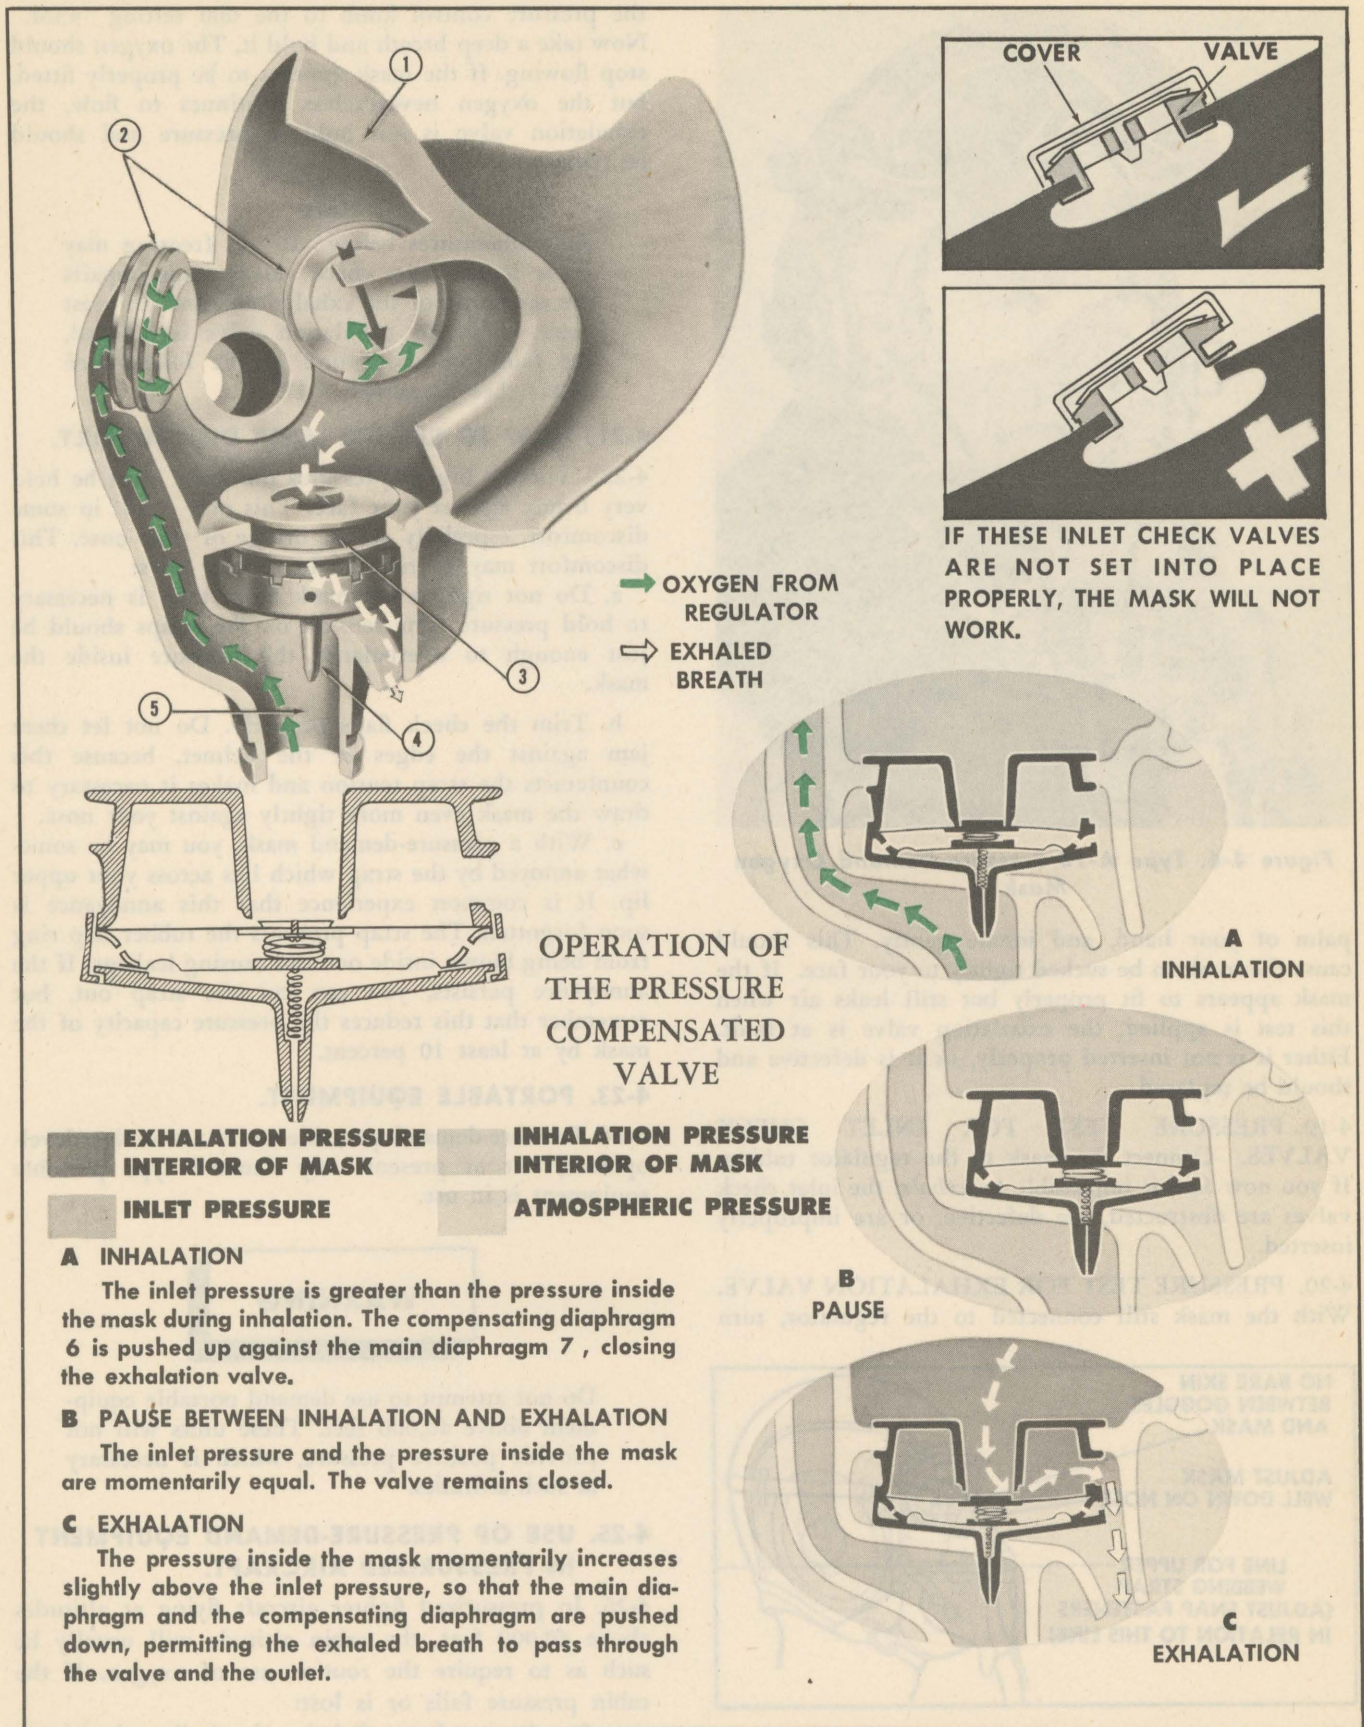 1
2
COVER VALVE
IF THESE INLET CHECK VALVES
ARE NOT SET INTO PLACE
PROPERLY, THE MASK WILL NOT
WORK.
OXYGEN FROM
REGULATOR
EXHALED
BREATH
3
4
5
A
INHALATION
OPERATION OF
THE PRESSURE
COMPENSATED
VALVE
EXHALATION PRESSURE
INTERIOR OF MASK
INHALATION PRESSURE
INTERIOR OF MASK
INLET PRESSURE
ATMOSPHERIC PRESSURE
B
PAUSE
A INHALATION
The inlet pressure is greater than the pressure inside
the mask during inhalation. The compensating diaphragm
6 is pushed up against the main diaphragm 7 , closing
the exhalation valve.
B PAUSE BETWEEN INHALATION AND EXHALATION
The inlet pressure and the pressure inside the mask
are momentarily equal. The valve remains closed.
C EXHALATION
The pressure inside the mask momentarily increases
slightly above the inlet pressure, so that the main dia-
phragm and the compensating diaphragm are pushed
down, permitting the exhaled breath to pass through
the valve and the outlet.
C
EXHALATION